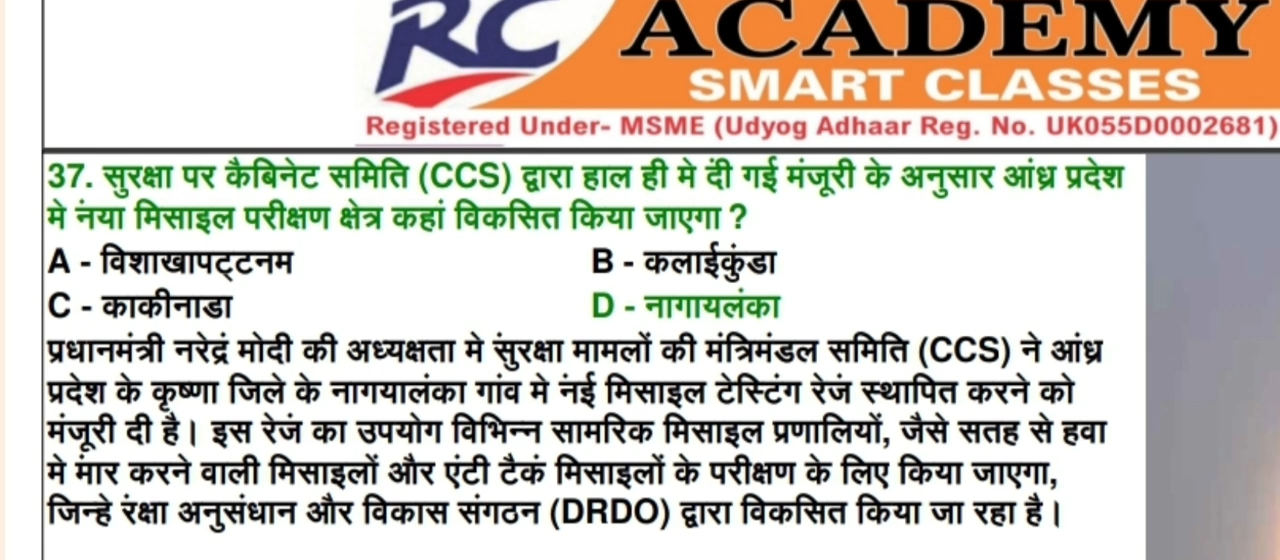 RC ACADEMY
SMART CLASSES
Registered Under- MSME (Udyog Adhaar Reg. No. UK055D0002681)
37. सुरक्षा पर कैबिनेट समिति (CCS) द्वारा हाल ही मे दी गई मंजूरी के अनुसार आंध्र प्रदेश
मे नया मिसाइल परीक्षण क्षेत्र कहां विकसित किया जाएगा ?
A - विशाखापट्टनम B - कलाईकुंडा
C - काकीनाडा D - नागायलंका
प्रधानमंत्री नरेद्रं मोदी की अध्यक्षता मे सुंरक्षा मामलों की मंत्रिमंडल समिति (CCS) ने आंध्र
प्रदेश के कृष्णा जिले के नागयालंका गांव मे नंई मिसाइल टेस्टिंग रेजं स्थापित करने को
मंजूरी दी है। इस रेजं का उपयोग विभिन्न सामरिक मिसाइल प्रणालियों, जैसे सतह से हवा
मे मंार करने वाली मिसाइलों और एंटी टैकं मिसाइलों के परीक्षण के लिए किया जाएगा,
जिन्हे रंक्षा अनुसंधान और विकास संगठन (DRDO) द्वारा विकसित किया जा रहा है।